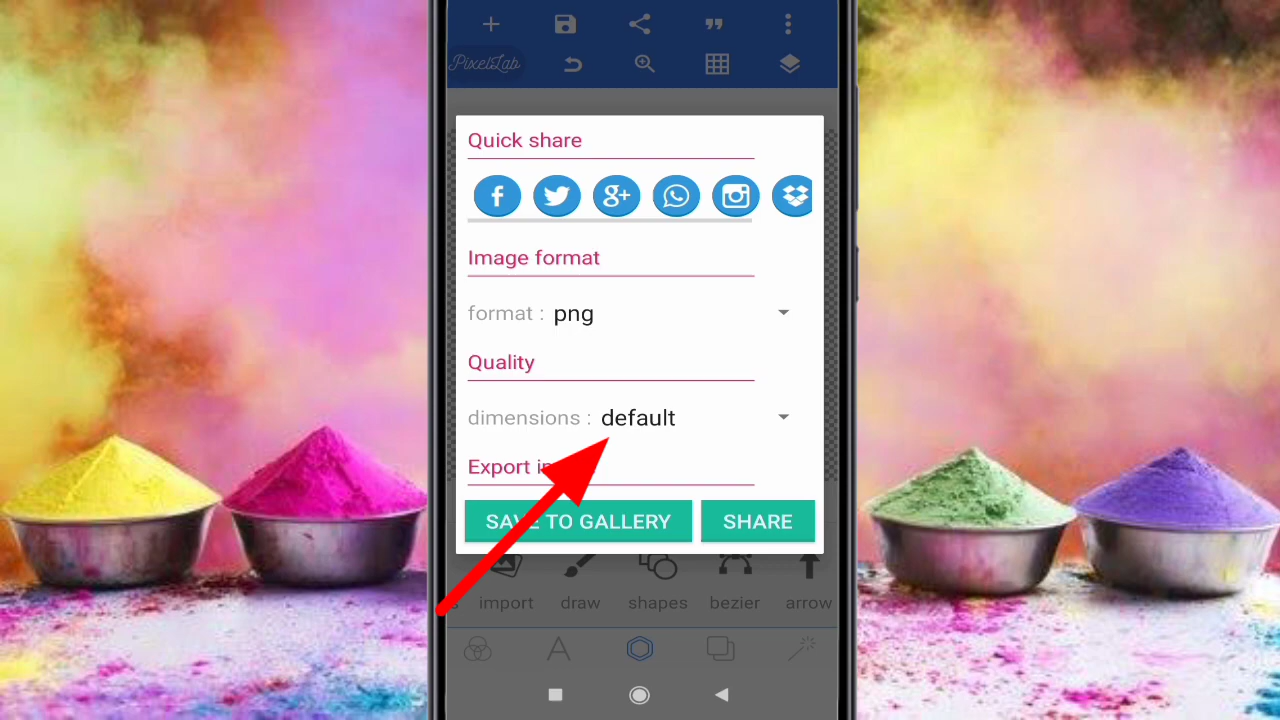 PixelLab
Quick share
Image format
format : png
Quality
dimensions : default
Export
SAVE TO GALLERY
SHARE
s import draw shapes bezier arrow